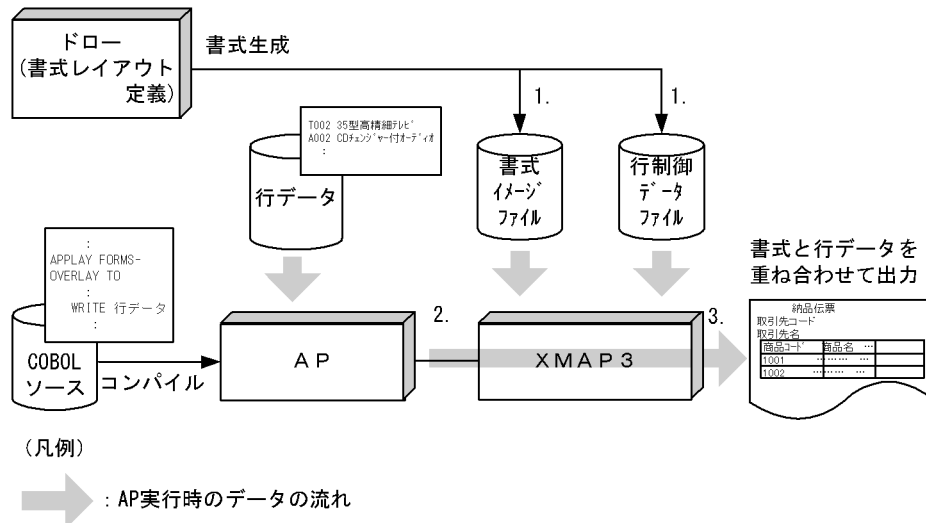 ドロー
(書式レイアウト
定義)
書式生成
1.
1.
T002 35型高精細ﾃﾚﾋﾞ
A002 CDﾁｪﾝｼﾞｬｰ付ｵｰﾃﾞｨｵ
:
行データ
書式
ｲﾒｰｼﾞ
ﾌｧｲﾙ
行制御
ﾃﾞｰﾀ
ﾌｧｲﾙ
:
APPLAY FORMS-
OVERLAY TO
:
WRITE 行データ
:
COBOL
ソース
コンパイル
AP
2.
XMAP3
3.
書式と行データを
重ね合わせて出力
納品伝票
取引先コード
取引先名
商品ｺｰﾄﾞ 商品名 …
1001 ……… …
1002 ……… …
(凡例)
：AP実行時のデータの流れ